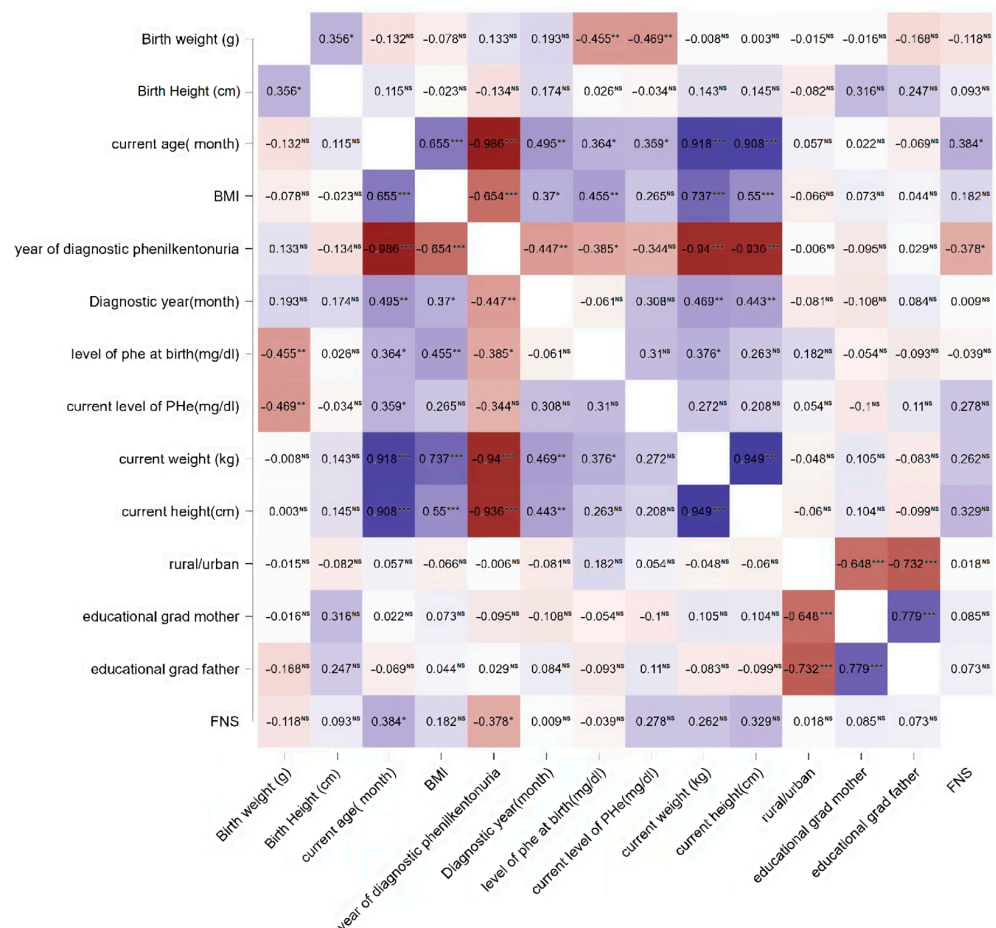 Birth weight (g) 0.356* -0.132NS -0.078NS 0.133NS 0.193NS -0.455** -0.469** -0.008NS 0.003NS -0.015NS -0.016NS -0.168NS -0.118NS
Birth Height (cm) 0.356* 0.115NS -0.023NS -0.134NS 0.174NS 0.026NS -0.034NS 0.143NS 0.145NS -0.082NS 0.316NS 0.247NS 0.093NS
current age( month) -0.132NS 0.115NS 0.655*** -0.986*** 0.495** 0.364* 0.359* 0.918*** 0.908*** 0.057NS 0.022NS -0.069NS 0.384*
BMI -0.078NS -0.023NS 0.655*** -0.654*** 0.37* 0.455** 0.265NS 0.737*** 0.55*** -0.066NS 0.073NS 0.044NS 0.182NS
year of diagnostic phenilkentonuria 0.133NS -0.134NS -0.986*** -0.654*** -0.447** -0.385* -0.344NS -0.94*** -0.936*** -0.006NS -0.095NS 0.029NS -0.378*
Diagnostic year(month) 0.193NS 0.174NS 0.495** 0.37* -0.447** -0.061NS 0.308NS 0.469** 0.443** -0.081NS -0.108NS 0.084NS 0.009NS
level of phe at birth(mg/dl) -0.455** 0.026NS 0.364* 0.455** -0.385* -0.061NS 0.31NS 0.376* 0.263NS 0.182NS -0.054NS -0.093NS -0.039NS
current level of PHe(mg/dl) -0.469** -0.034NS 0.359* 0.265NS -0.344NS 0.308NS 0.31NS 0.272NS 0.208NS 0.054NS -0.1NS 0.11NS 0.278NS
current weight (kg) -0.008NS 0.143NS 0.918*** 0.737*** -0.94*** 0.469** 0.376* 0.272NS 0.949*** -0.048NS 0.105NS -0.083NS 0.262NS
current height(cm) 0.003NS 0.145NS 0.908*** 0.55*** -0.936*** 0.443** 0.263NS 0.208NS 0.949*** -0.06NS 0.104NS -0.099NS 0.329NS
rural/urban -0.015NS -0.082NS 0.057NS -0.066NS -0.006NS -0.081NS 0.182NS 0.054NS -0.048NS -0.06NS -0.648*** -0.732*** 0.018NS
educational grad mother -0.016NS 0.316NS 0.022NS 0.073NS -0.095NS -0.108NS -0.054NS -0.1NS 0.105NS 0.104NS -0.648*** 0.779*** 0.085NS
educational grad father -0.168NS 0.247NS -0.069NS 0.044NS 0.029NS 0.084NS -0.093NS 0.11NS -0.083NS -0.099NS -0.732*** 0.779*** 0.073NS
FNS -0.118NS 0.093NS 0.384* 0.182NS -0.378* 0.009NS -0.039NS 0.278NS 0.262NS 0.329NS 0.018NS 0.085NS 0.073NS
Birth weight (g)
Birth Height (cm)
current age( month)
BMI
year of diagnostic phenilkentonuria
Diagnostic year(month)
level of phe at birth(mg/dl)
current level of PHe(mg/dl)
current weight (kg)
current height(cm)
rural/urban
educational grad mother
educational grad father
FNS